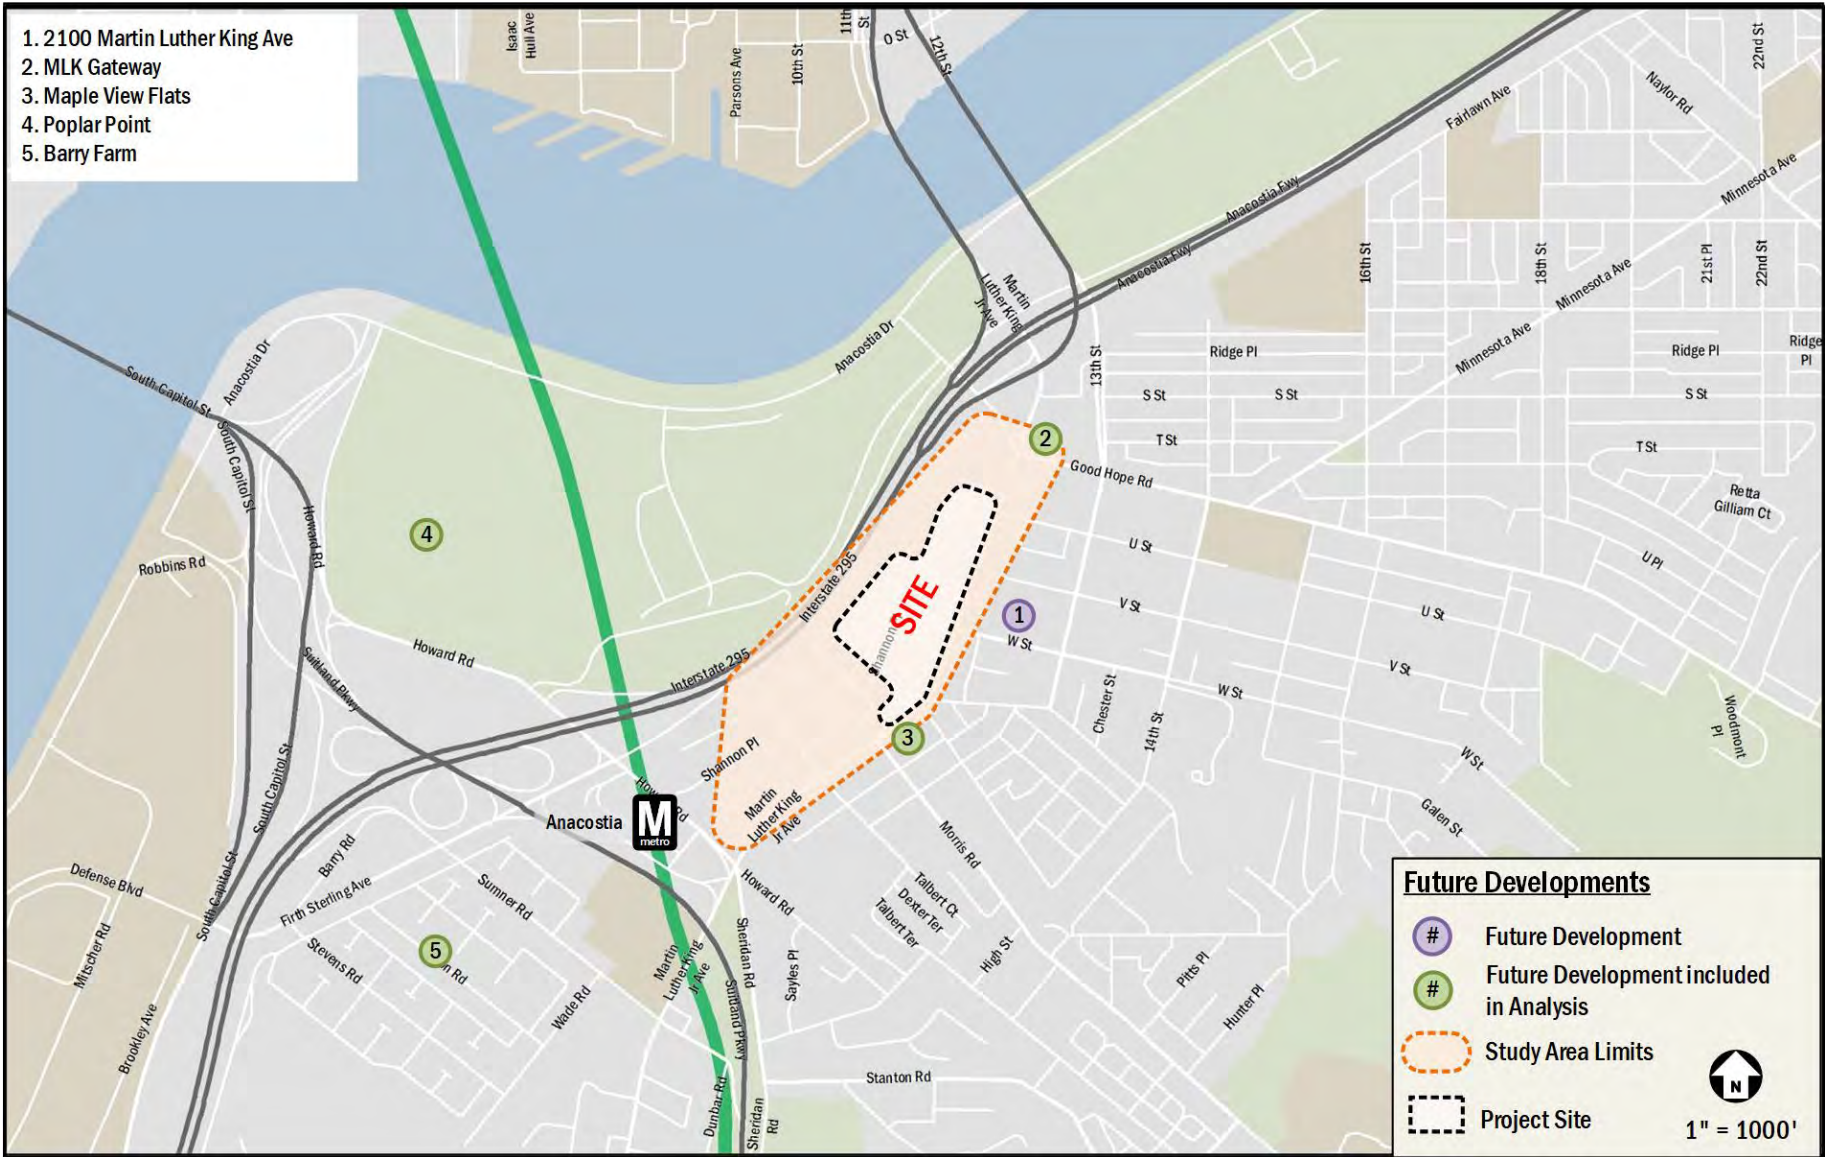 1. 2100 Martin Luther King Ave
2. MLK Gateway
3. Maple View Flats
4. Poplar Point
5. Barry Farm
Isaac
Hull Ave
Parsons Ave
10th St
11th
St
O St
12th St
22nd St
Naylor Rd
Fairlawn Ave
Minnesota Ave
Anacostia Fwy
Anacostia Fwy
16th St
18th St
21st Pl
22nd St
Minnesota Ave
Minnesota Ave
Martin
Luther King
Jr Ave
Anacostia Dr
Anacostia Dr
South Capitol St
South Capitol St
13th St
Ridge Pl
Ridge Pl
Ridge
Pl
S St
S St
S St
T St
T St
2
Good Hope Rd
Retta
Gilliam Ct
4
Howard Rd
Robbins Rd
U St
U Pl
Interstate 295
SITE
Shannon
1
V St
U St
W St
Howard Rd
Suitland Pkwy
Interstate 295
V St
W St
Chester St
14th St
Woodmont
Pl
3
Shannon Pl
W St
South Capitol St
Howard Rd
Martin
Luther King
Jr Ave
Anacostia
M
metro
Galen St
Morris Rd
Barry Rd
Defense Blvd
South Capitol St
Firth Sterling Ave
Sumner Rd
Howard Rd
Talbert Ct
Dexter Ter
Talbert Ter
Mitscher Rd
Stevens Rd
5
n Rd
Martin
Luther King
Jr Ave
Sheridan Rd
Sayles Pl
High St
Pitts Pl
Wade Rd
Suitland Pkwy
Hunter Pl
Brookley Ave
Stanton Rd
Dunbar Rd
Sheridan
Rd
Future Developments
# Future Development
# Future Development included
in Analysis
Study Area Limits
Project Site
N
1" = 1000'